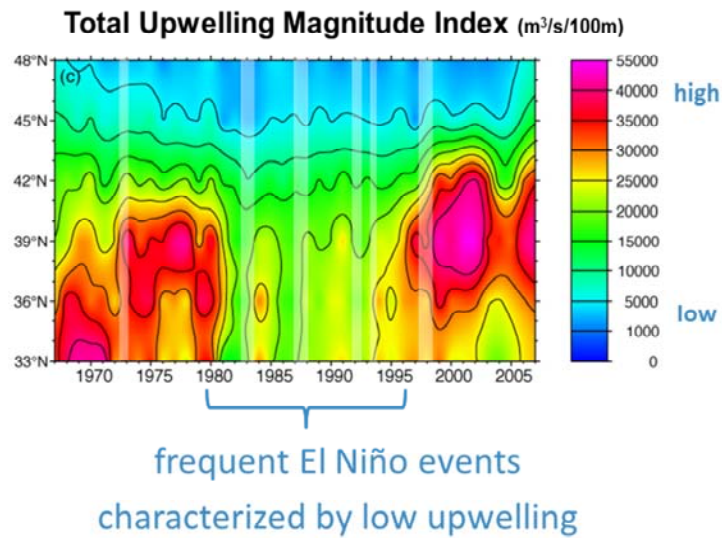 Total Upwelling Magnitude Index (m³/s/100m)
48°N
(c)
45°N
42°N
39°N
36°N
33°N
1970 1975 1980 1985 1990 1995 2000 2005
55000
40000
35000
30000
25000
20000
15000
10000
5000
1000
0
high
low
frequent El Niño events
characterized by low upwelling